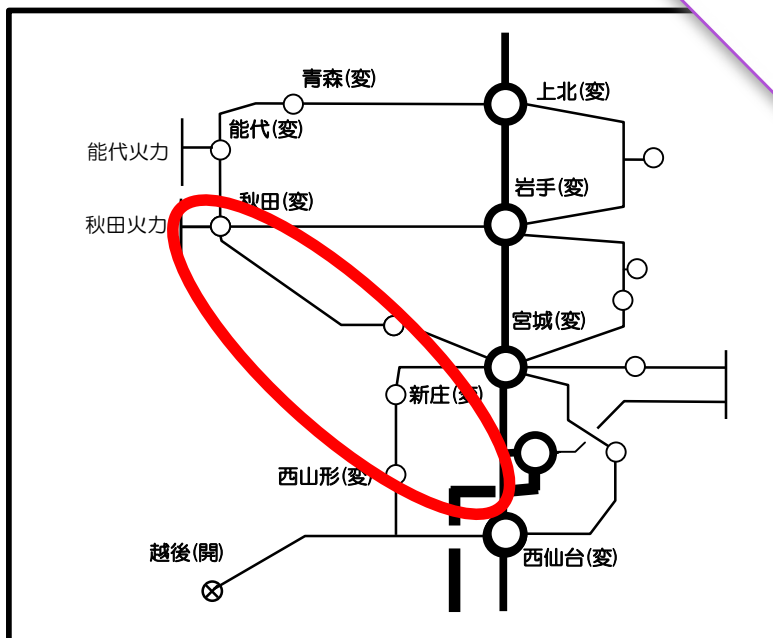 青森(変)
上北(変)
能代(変)
能代火力
岩手(変)
秋田(変)
秋田火力
宮城(変)
新庄(変)
西山形(変)
越後(開)
西仙台(変)